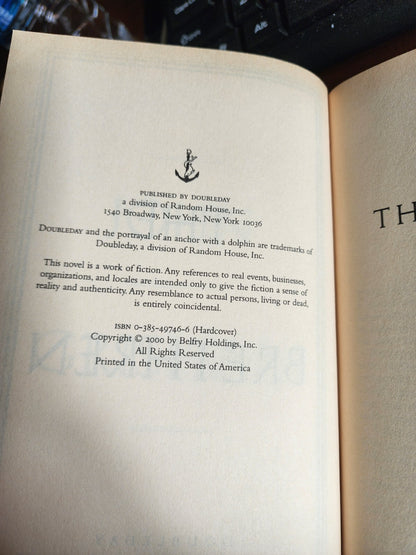 PUBLISHED BY DOUBLEDAY
a division of Random House, Inc.
1540 Broadway, New York, New York 10036
DOUBLEDAY and the portrayal of an anchor with a dolphin are trademarks of
Doubleday, a division of Random House, Inc.
This novel is a work of fiction. Any references to real events, businesses,
organizations, and locales are intended only to give the fiction a sense of
reality and authenticity. Any resemblance to actual persons, living or dead,
is entirely coincidental.
ISBN 0-385-49746-6 (Hardcover)
Copyright © 2000 by Belfry Holdings, Inc.
All Rights Reserved
Printed in the United States of America
TH
Alt